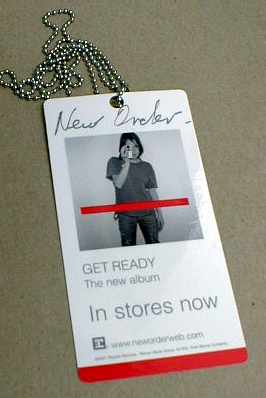 New Order
GET READY
The new album
In stores now
www.neworderweb.com